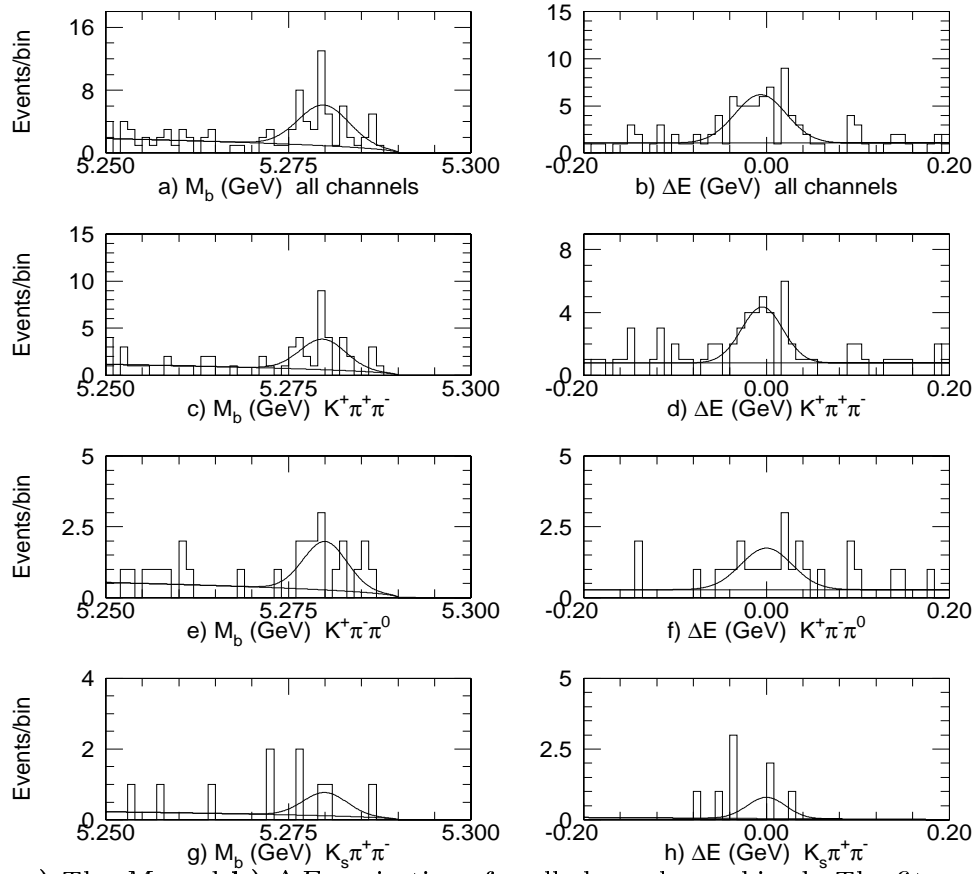 16
8
0
5.250 5.275 5.300
Events/bin
a) M_b (GeV) all channels
15
10
5
0
-0.20 0.00 0.20
b) ΔE (GeV) all channels
15
10
5
0
5.250 5.275 5.300
Events/bin
c) M_b (GeV) K⁺π⁺π⁻
8
4
0
-0.20 0.00 0.20
d) ΔE (GeV) K⁺π⁺π⁻
5
2.5
0
5.250 5.275 5.300
Events/bin
e) M_b (GeV) K⁺π⁻π⁰
5
2.5
0
-0.20 0.00 0.20
f) ΔE (GeV) K⁺π⁻π⁰
4
2
0
5.250 5.275 5.300
Events/bin
g) M_b (GeV) K_sπ⁺π⁻
5
2.5
0
-0.20 0.00 0.20
h) ΔE (GeV) K_sπ⁺π⁻